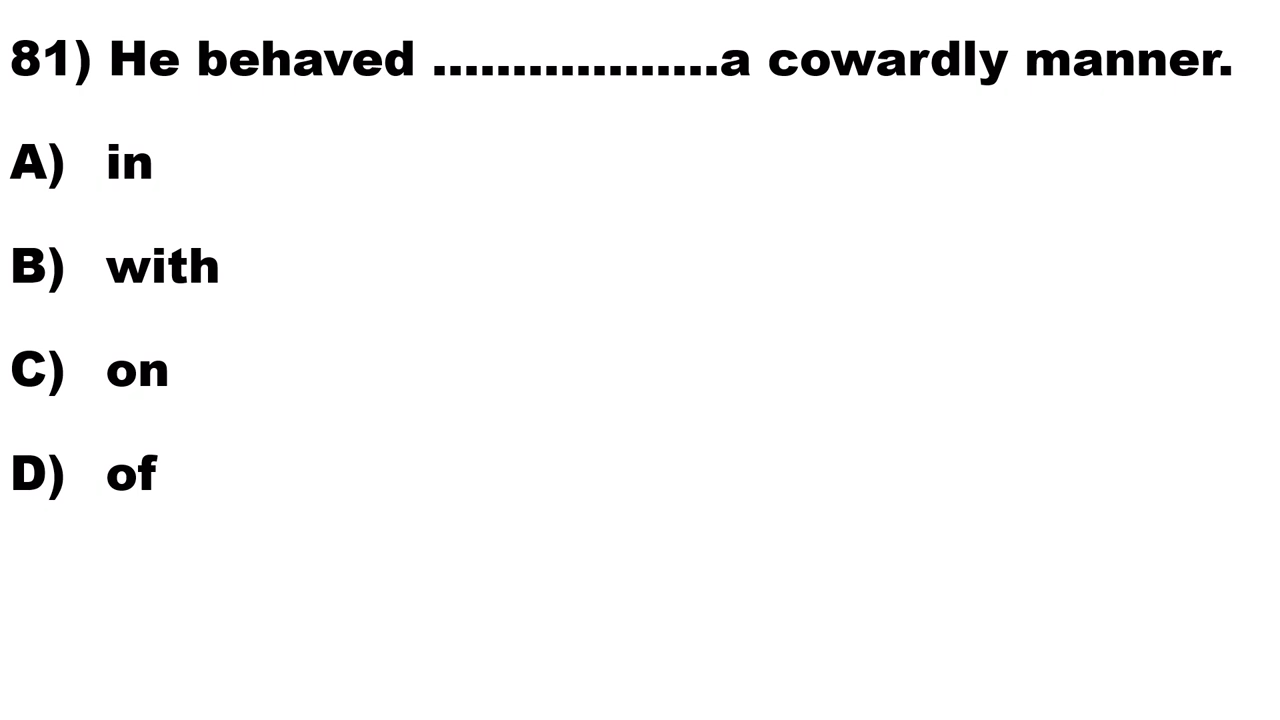 81) He behaved ..................a cowardly manner.
A) in
B) with
C) on
D) of